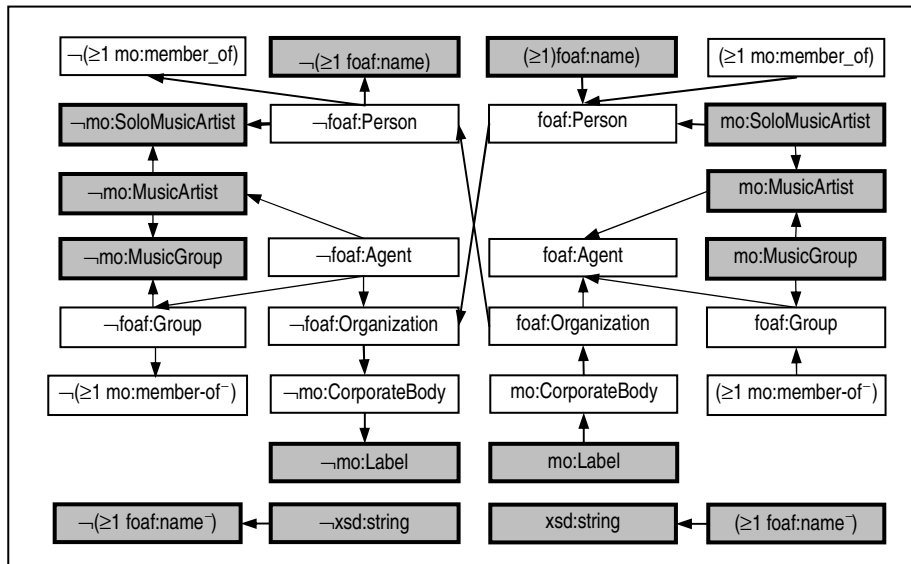 ¬(≥1 mo:member_of)
¬(≥1 foaf:name)
(≥1)foaf:name)
(≥1 mo:member_of)
¬mo:SoloMusicArtist
¬foaf:Person
foaf:Person
mo:SoloMusicArtist
¬mo:MusicArtist
mo:MusicArtist
¬mo:MusicGroup
¬foaf:Agent
foaf:Agent
mo:MusicGroup
¬foaf:Group
¬foaf:Organization
foaf:Organization
foaf:Group
¬(≥1 mo:member-of⁻)
¬mo:CorporateBody
mo:CorporateBody
(≥1 mo:member-of⁻)
¬mo:Label
mo:Label
¬(≥1 foaf:name⁻)
¬xsd:string
xsd:string
(≥1 foaf:name⁻)